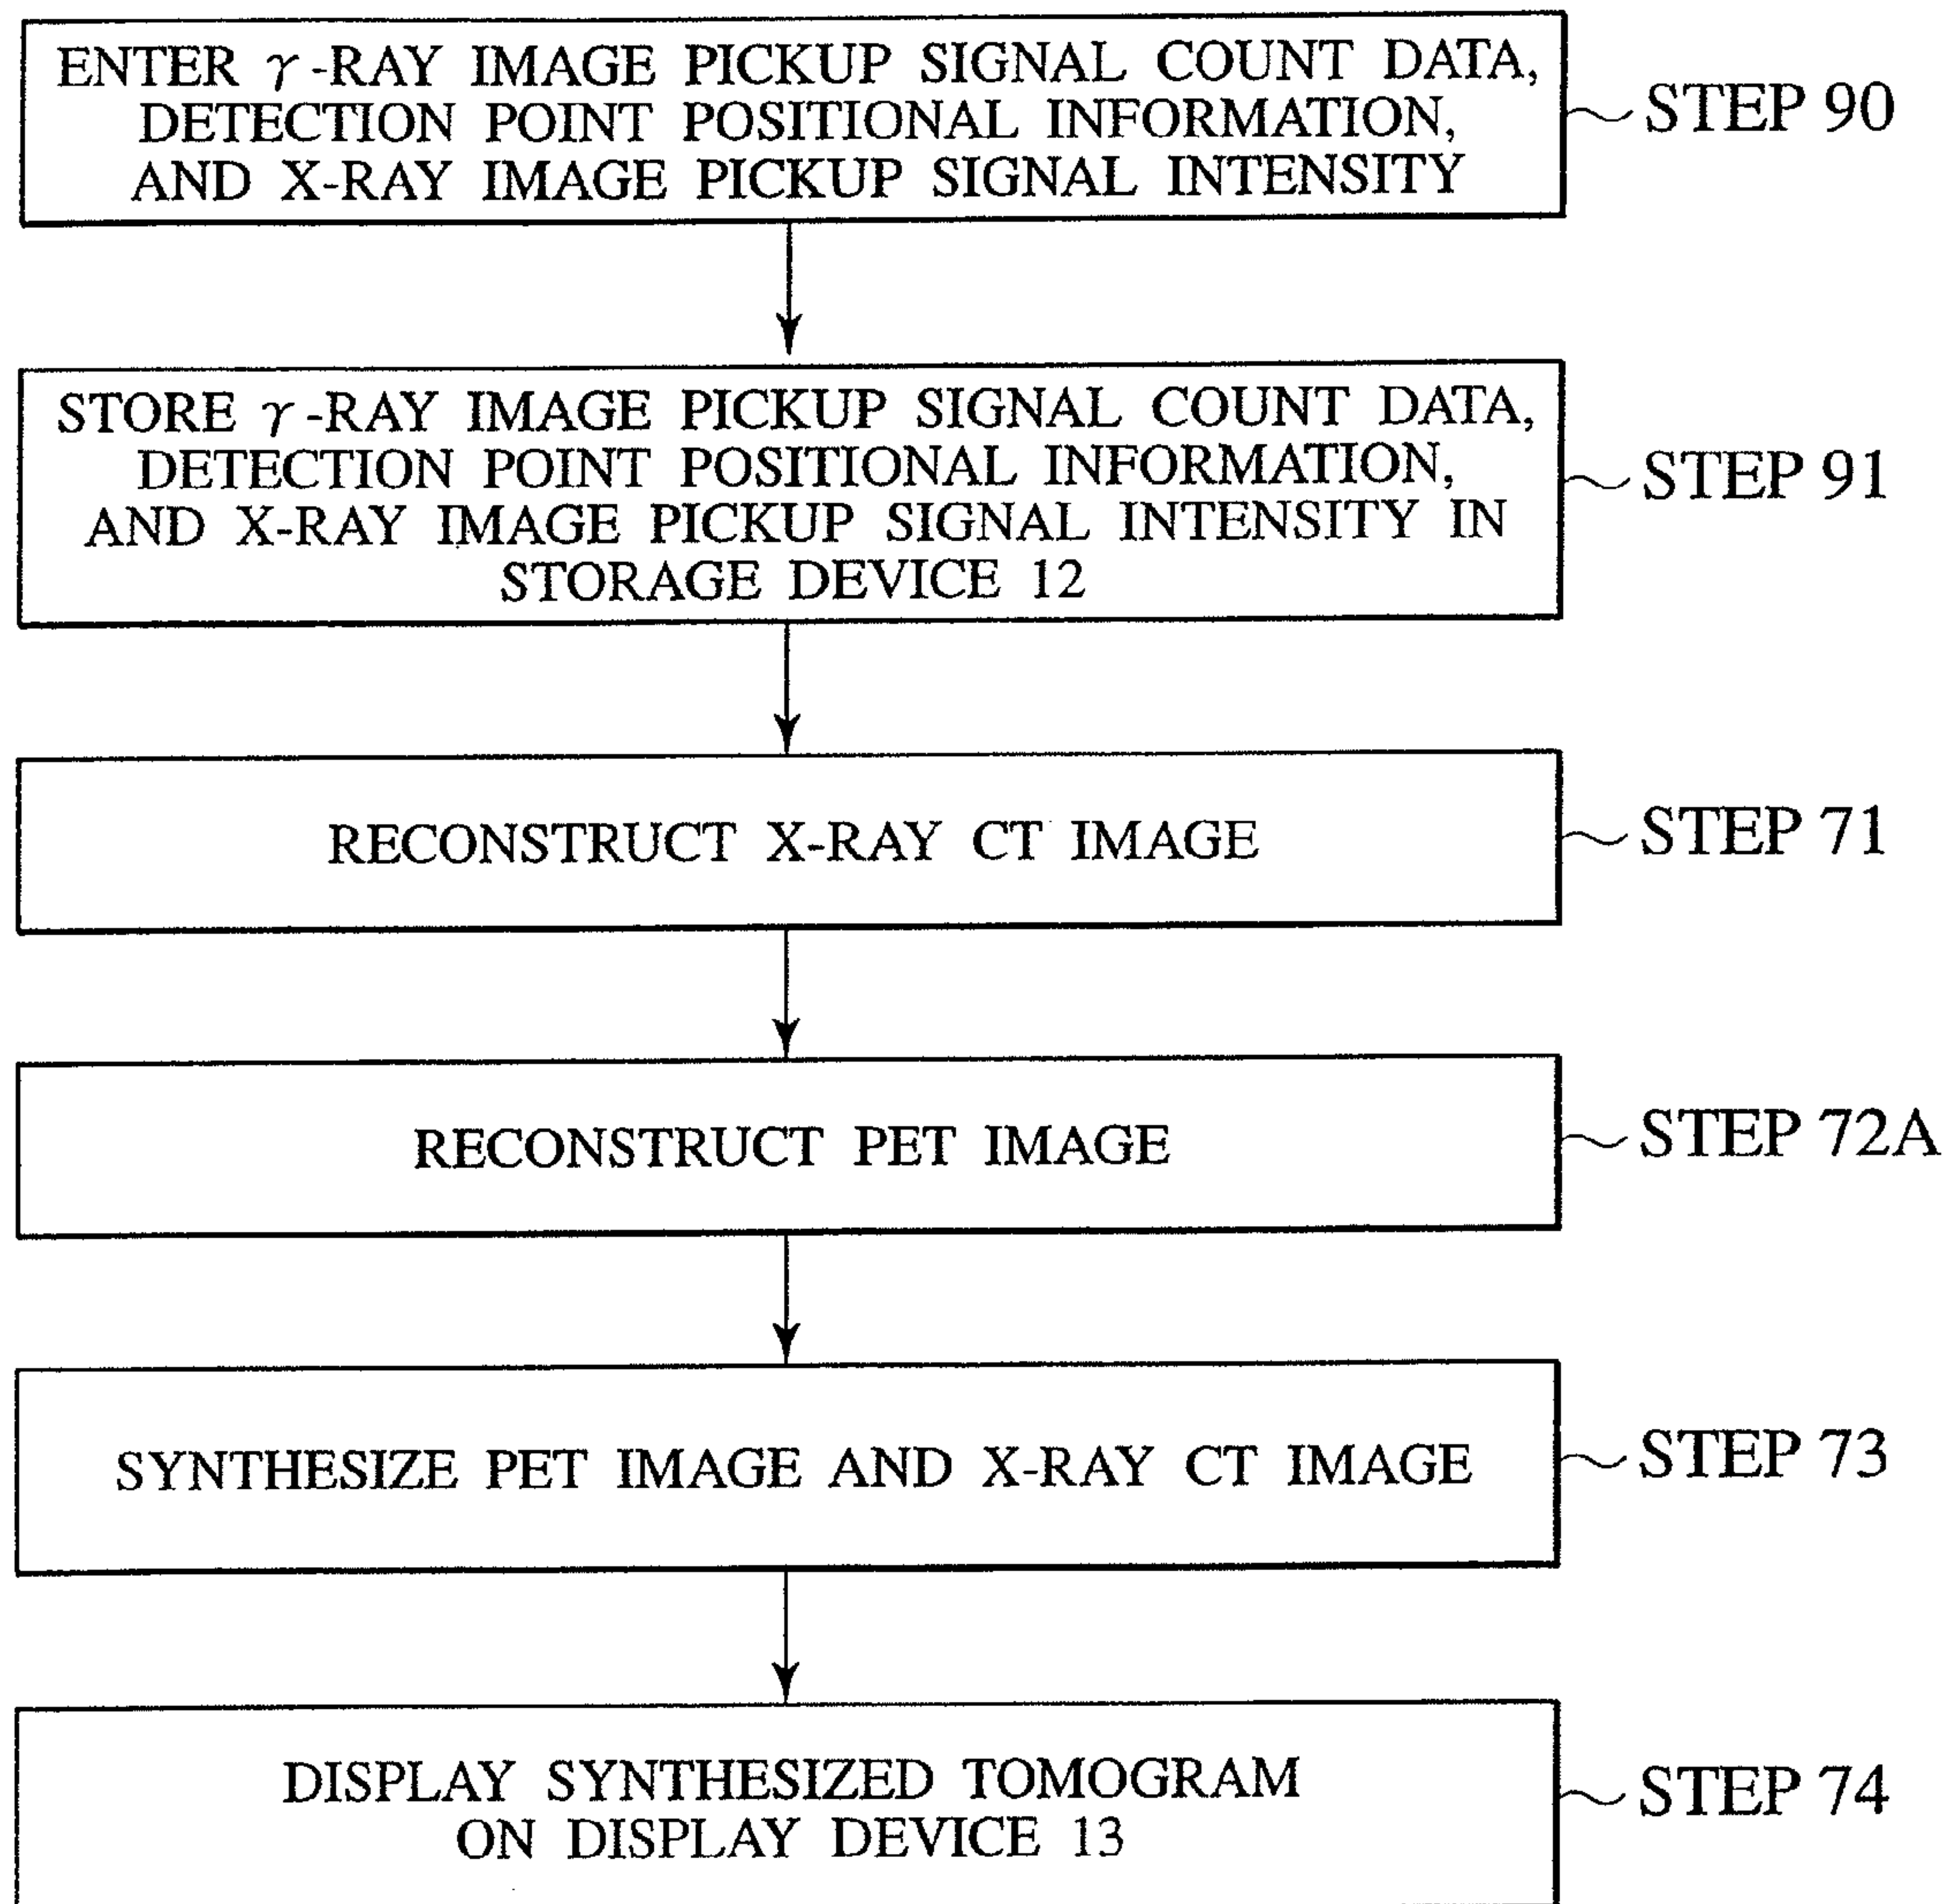 ENTER γ-RAY IMAGE PICKUP SIGNAL COUNT DATA,
DETECTION POINT POSITIONAL INFORMATION,
AND X-RAY IMAGE PICKUP SIGNAL INTENSITY
STEP 90
STORE γ-RAY IMAGE PICKUP SIGNAL COUNT DATA,
DETECTION POINT POSITIONAL INFORMATION,
AND X-RAY IMAGE PICKUP SIGNAL INTENSITY IN
STORAGE DEVICE 12
STEP 91
RECONSTRUCT X-RAY CT IMAGE
STEP 71
RECONSTRUCT PET IMAGE
STEP 72A
SYNTHESIZE PET IMAGE AND X-RAY CT IMAGE
STEP 73
DISPLAY SYNTHESIZED TOMOGRAM
ON DISPLAY DEVICE 13
STEP 74